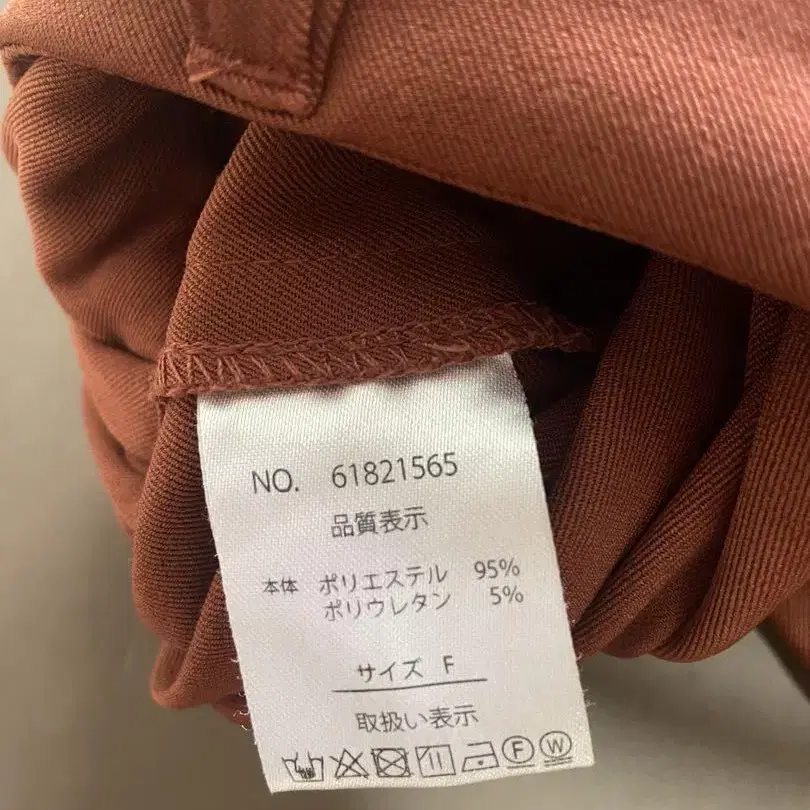 NO. 61821565
品質表示
本体 ポリエステル 95%
ポリウレタン 5%
サイズ F
取扱い表示
F W